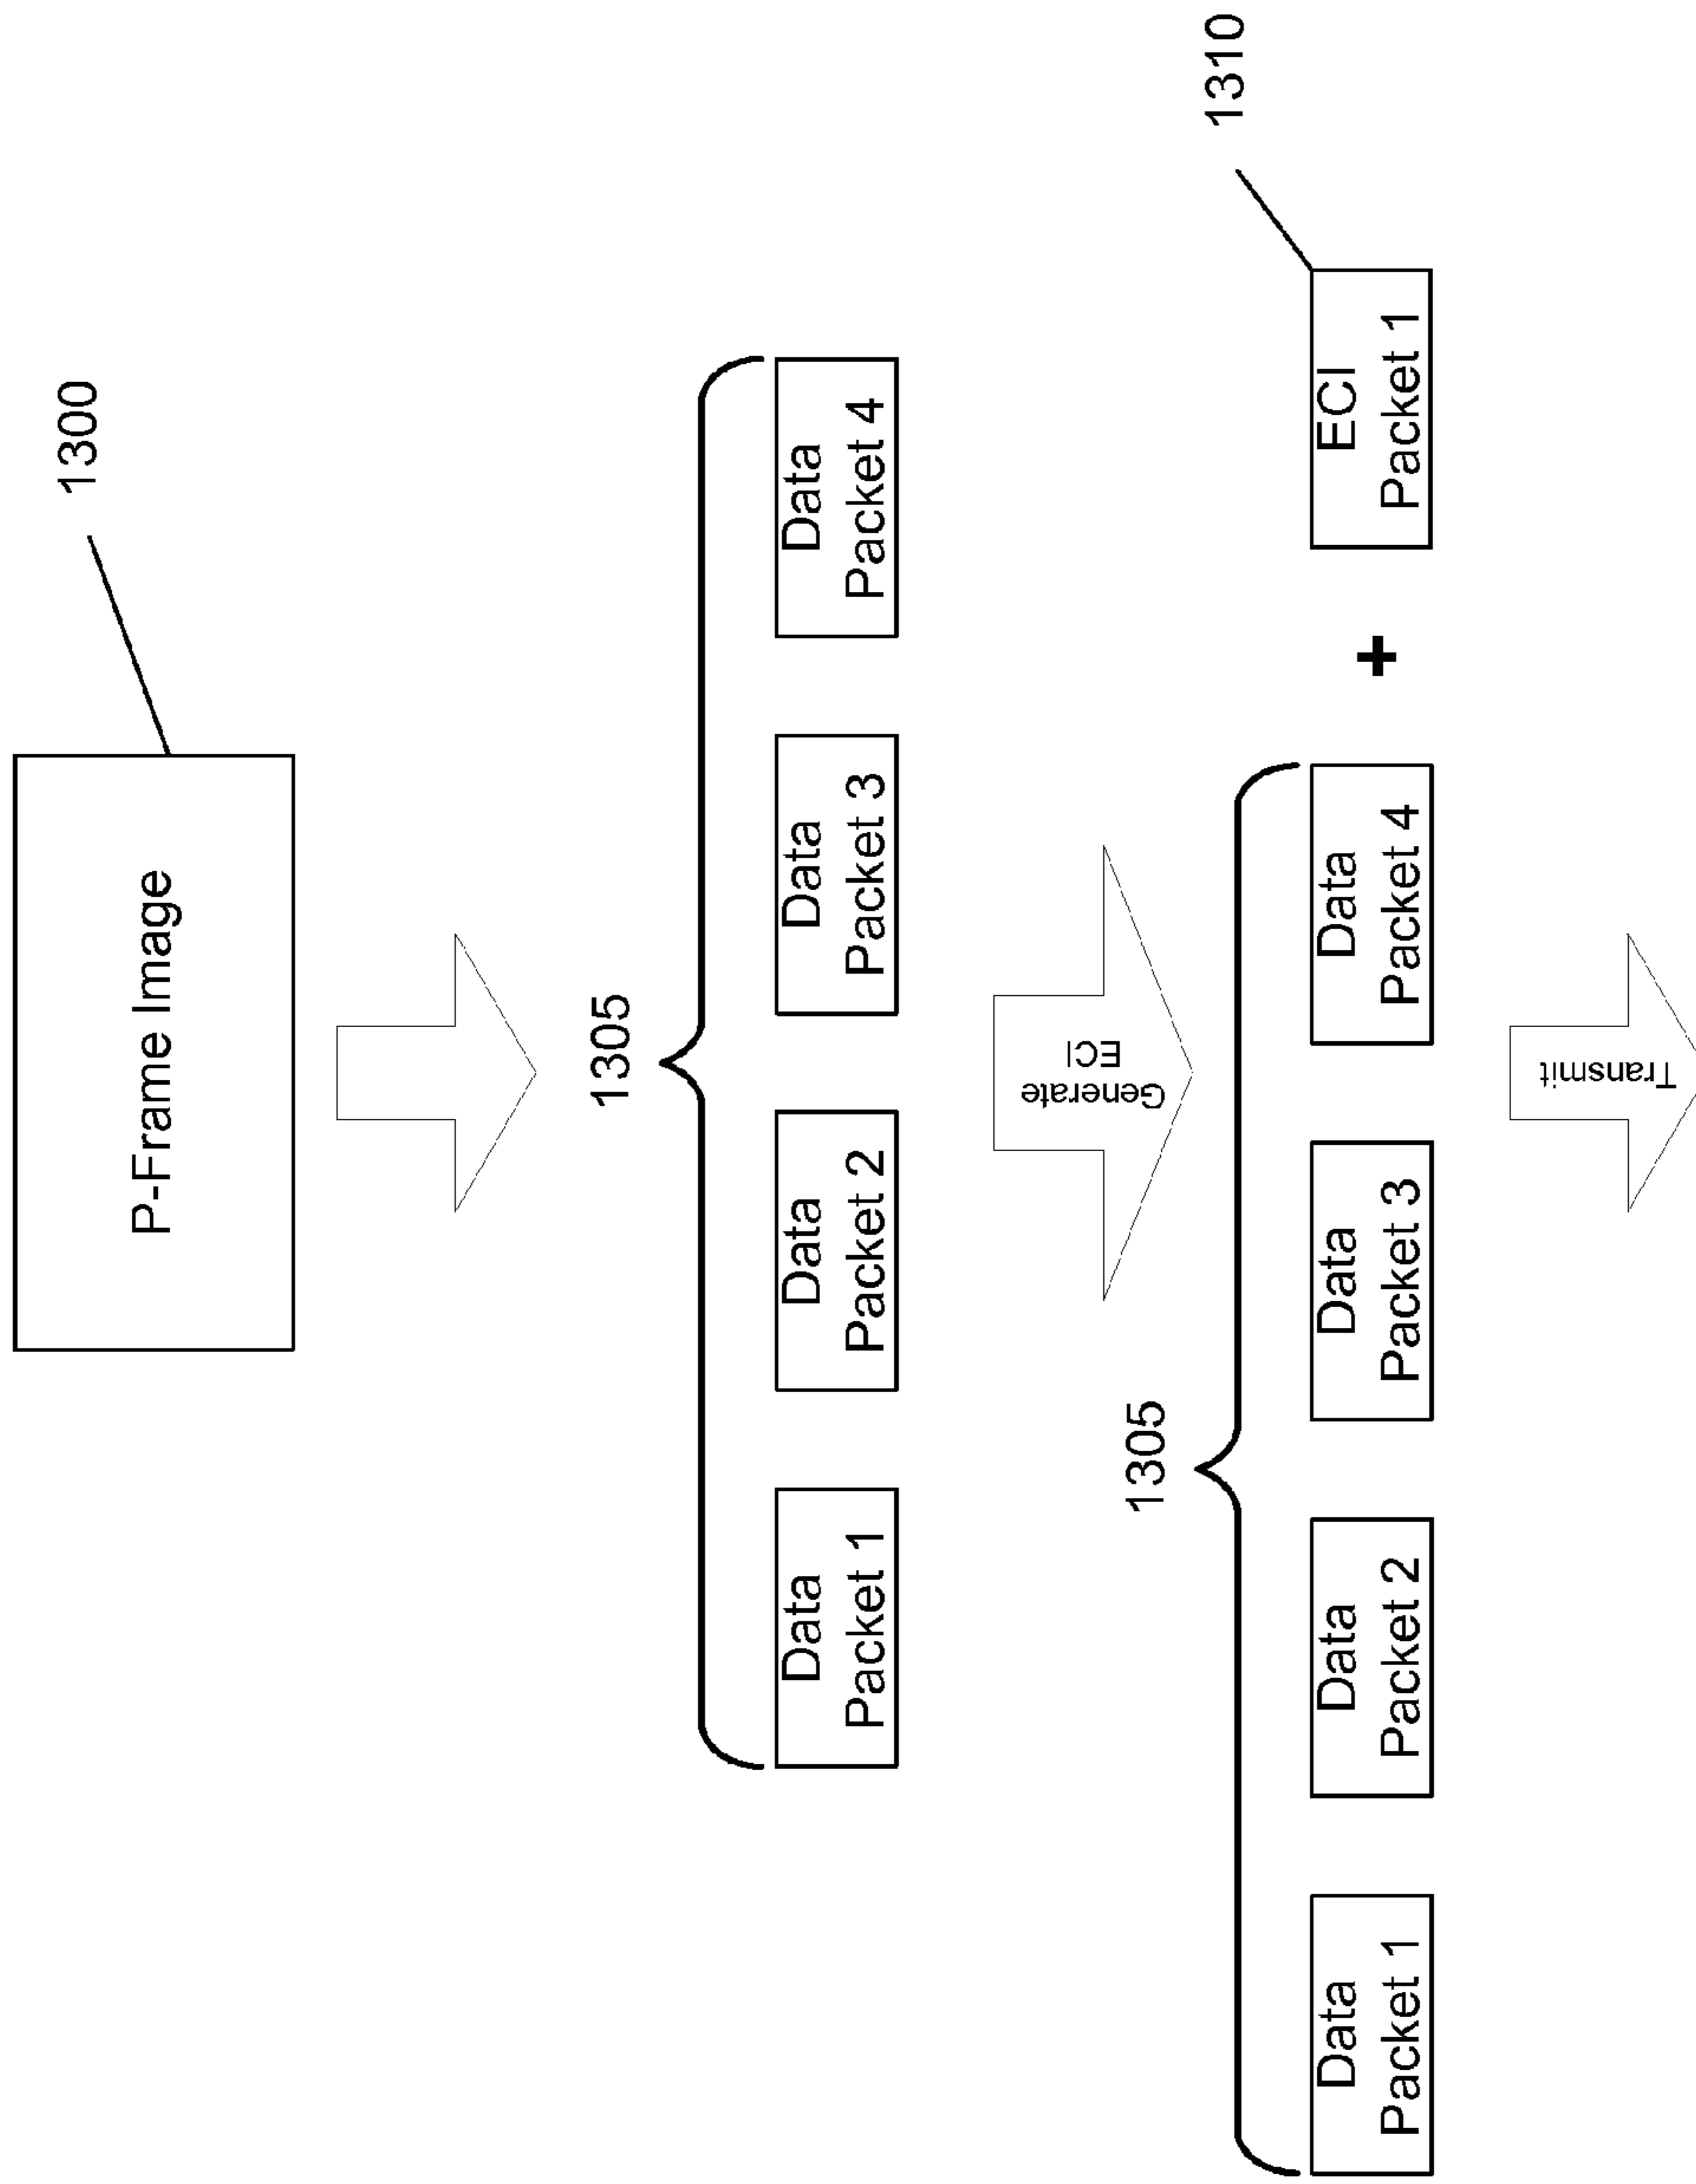 1300
P-Frame Image
1305
Data
Packet 1
Data
Packet 2
Data
Packet 3
Data
Packet 4
Generate
ECI
1305
1310
Data
Packet 1
Data
Packet 2
Data
Packet 3
Data
Packet 4
+
ECI
Packet 1
Transmit